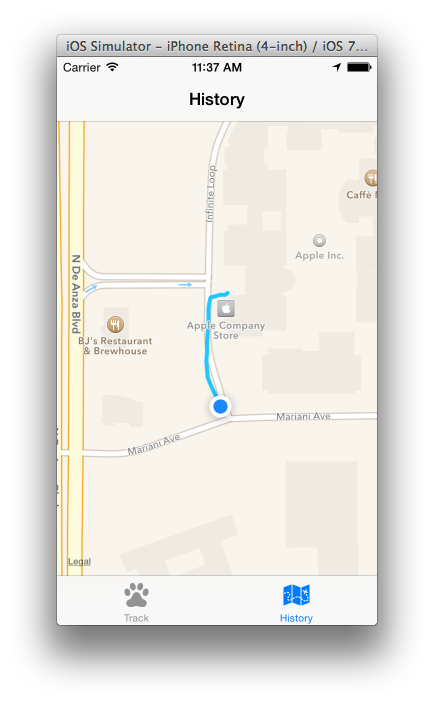 iOS Simulator – iPhone Retina (4-inch) / iOS 7...
Carrier 11:37 AM
History
Infinite Loop
Caffè
Apple Inc.
N De Anza Blvd
Apple Company
Store
BJ's Restaurant
& Brewhouse
Mariani Ave
Mariani Ave
Legal
Track
History